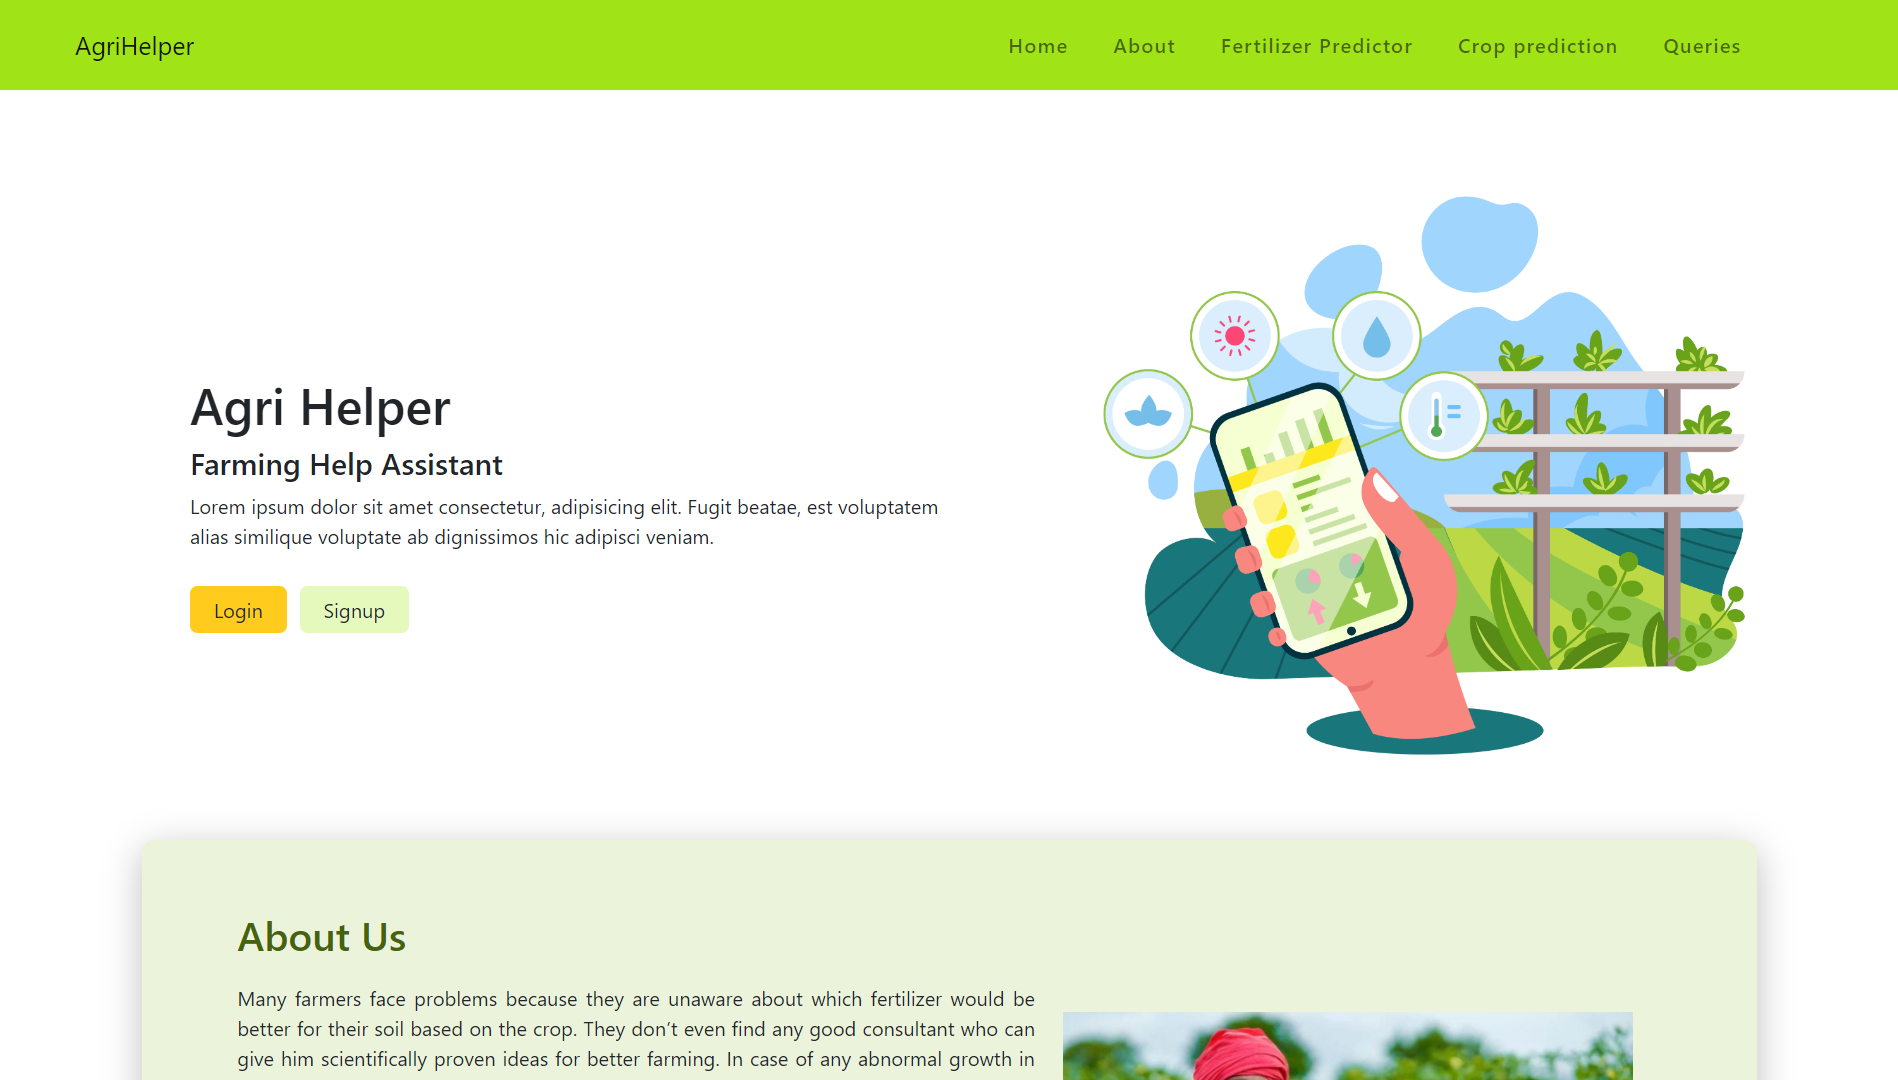 AgriHelper
Home About Fertilizer Predictor Crop prediction Queries
Agri Helper
Farming Help Assistant
Lorem ipsum dolor sit amet consectetur, adipisicing elit. Fugit beatae, est voluptatem
alias similique voluptate ab dignissimos hic adipisci veniam.
Login Signup
About Us
Many farmers face problems because they are unaware about which fertilizer would be
better for their soil based on the crop. They don’t even find any good consultant who can
give him scientifically proven ideas for better farming. In case of any abnormal growth in